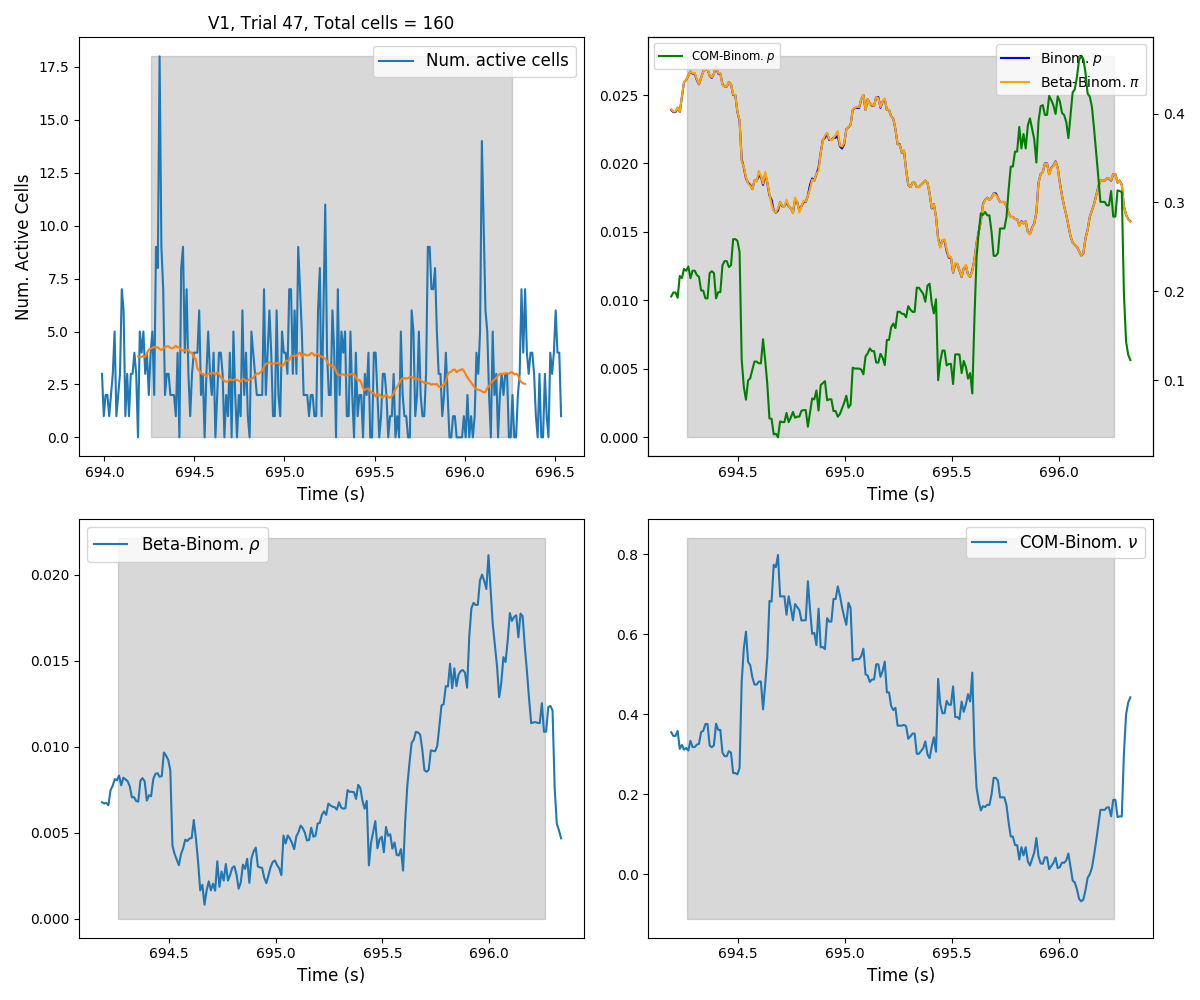 V1, Trial 47, Total cells = 160
Num. active cells
17.5
15.0
12.5
10.0
7.5
5.0
2.5
0.0
Num. Active Cells
694.0 694.5 695.0 695.5 696.0 696.5
Time (s)
COM-Binom. p
Binom. p
Beta-Binom. π
0.025
0.020
0.015
0.010
0.005
0.000
0.4
0.3
0.2
0.1
694.5 695.0 695.5 696.0
Time (s)
Beta-Binom. ρ
0.020
0.015
0.010
0.005
0.000
694.5 695.0 695.5 696.0
Time (s)
COM-Binom. ν
0.8
0.6
0.4
0.2
0.0
694.5 695.0 695.5 696.0
Time (s)